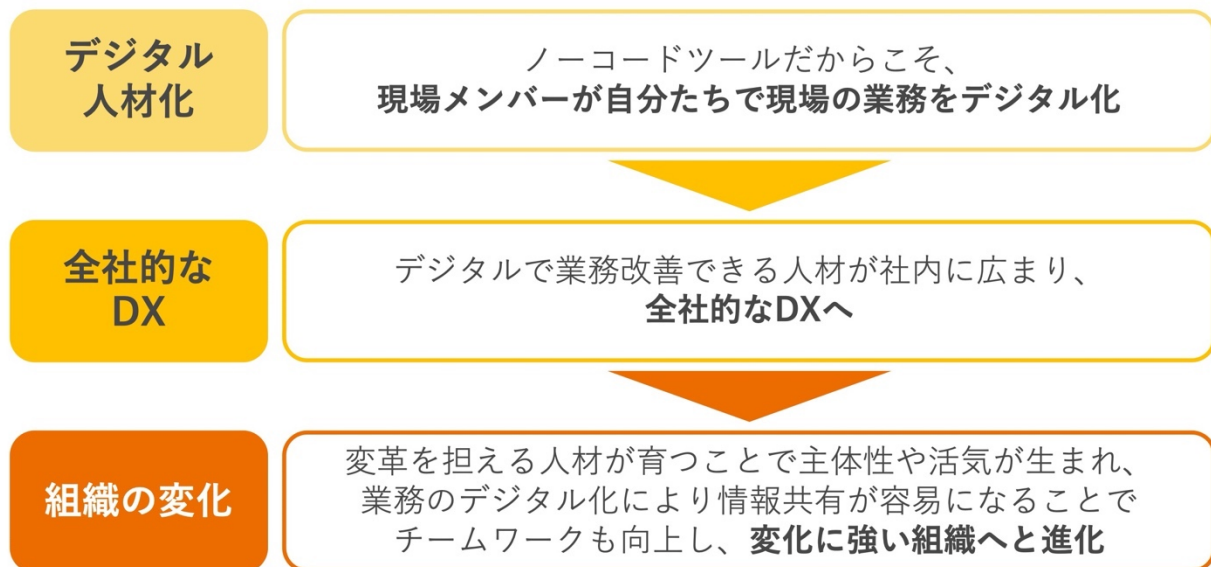 デジタル
人材化
ノーコードツールだからこそ、
現場メンバーが自分たちで現場の業務をデジタル化
全社的な
DX
デジタルで業務改善できる人材が社内に広まり、
全社的なDXへ
組織の変化
変革を担える人材が育つことで主体性や活気が生まれ、
業務のデジタル化により情報共有が容易になることで
チームワークも向上し、変化に強い組織へと進化